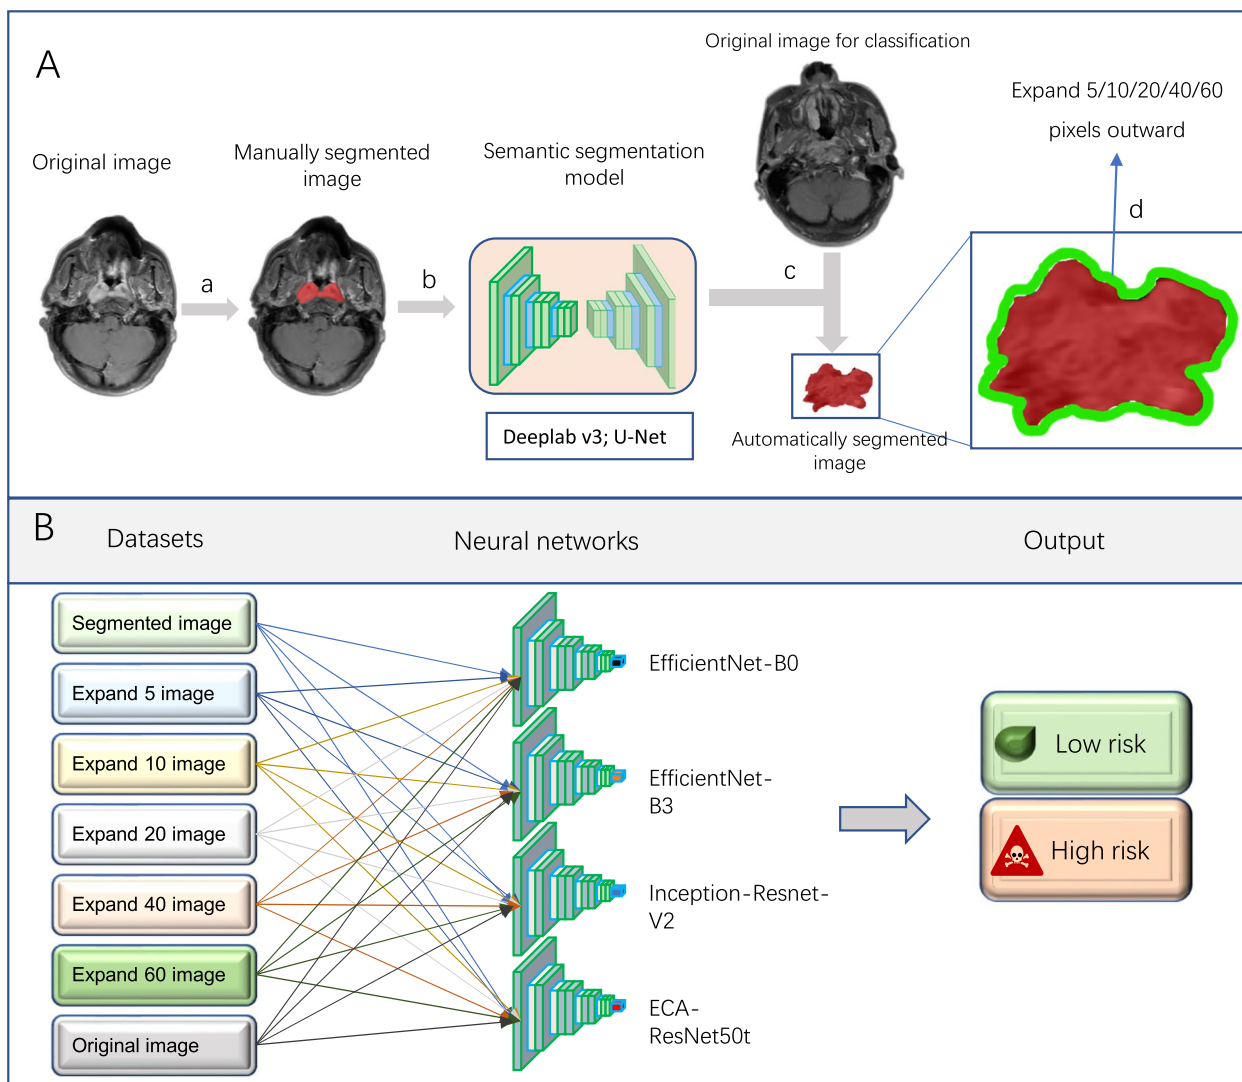 A
Original image
a
Manually segmented
image
b
Semantic segmentation
model
Deeplab v3; U-Net
Original image for classification
c
Automatically segmented
image
Expand 5/10/20/40/60
pixels outward
d
B
Datasets
Neural networks
Output
Segmented image
Expand 5 image
Expand 10 image
Expand 20 image
Expand 40 image
Expand 60 image
Original image
EfficientNet-B0
EfficientNet-
B3
Inception-Resnet-
V2
ECA-
ResNet50t
Low risk
High risk